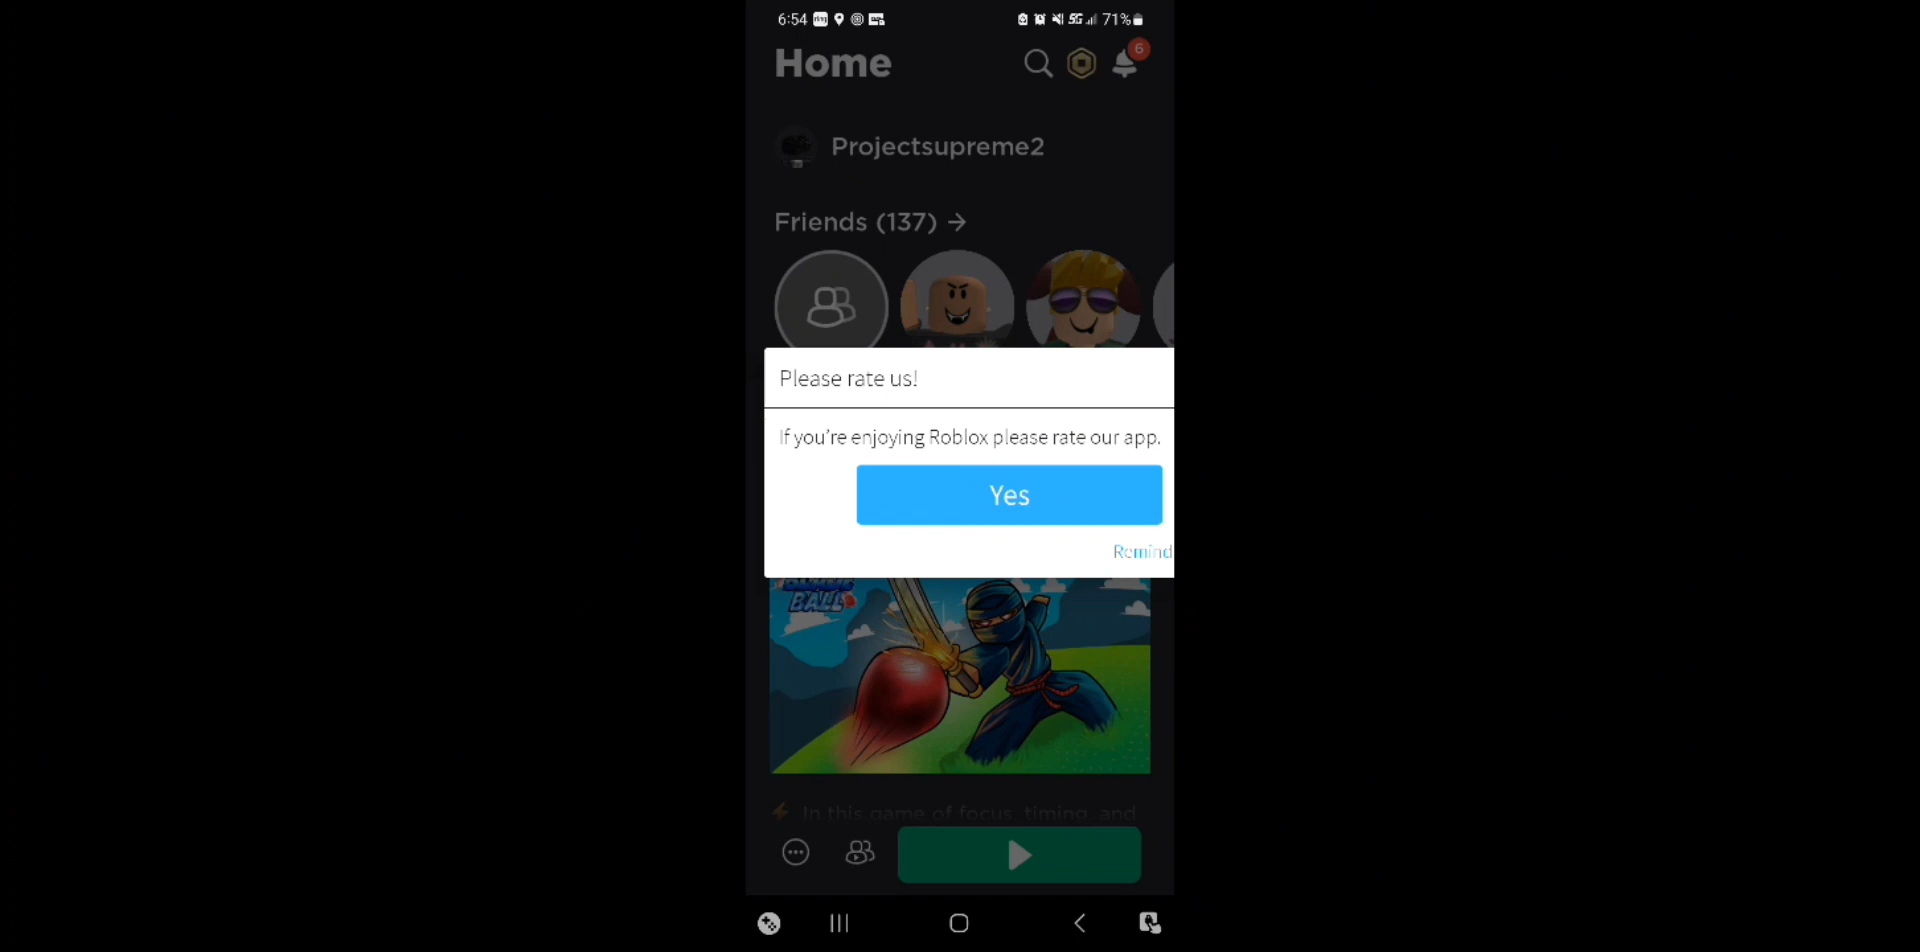 6:54 5G 71%
Home
6
Projectsupreme2
Friends (137)
Please rate us!
If you’re enjoying Roblox please rate our app.
Yes
Remind
BALL
In this game of focus, timing, and